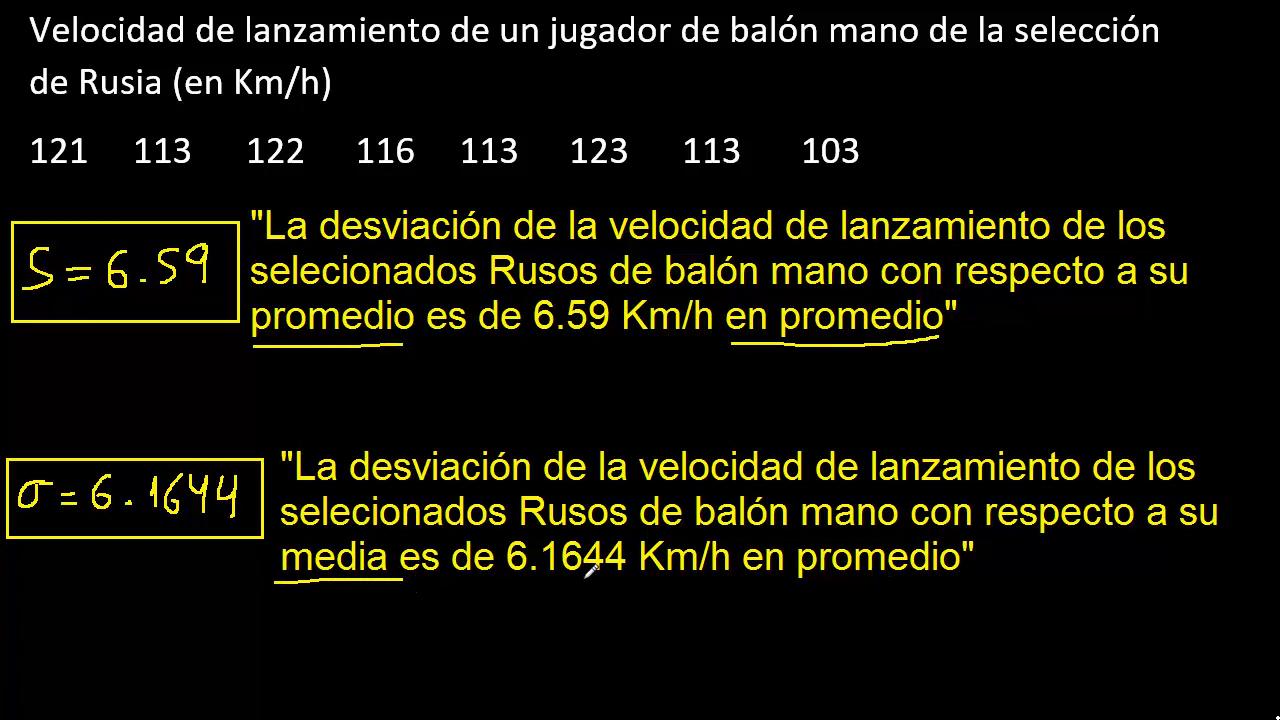 Velocidad de lanzamiento de un jugador de balón mano de la selección
de Rusia (en Km/h)
121 113 122 116 113 123 113 103
"La desviación de la velocidad de lanzamiento de los
S = 6.59
selecionados Rusos de balón mano con respecto a su
promedio es de 6.59 Km/h en promedio"
"La desviación de la velocidad de lanzamiento de los
σ = 6.1644
selecionados Rusos de balón mano con respecto a su
media es de 6.1644 Km/h en promedio"